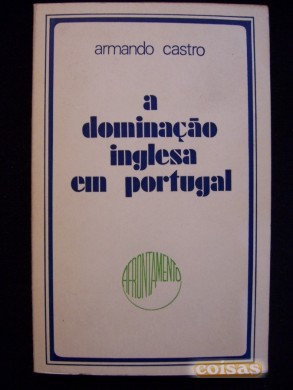 armando castro
a
dominação
inglesa
em portugal
AFRONTAMENTO
coisas